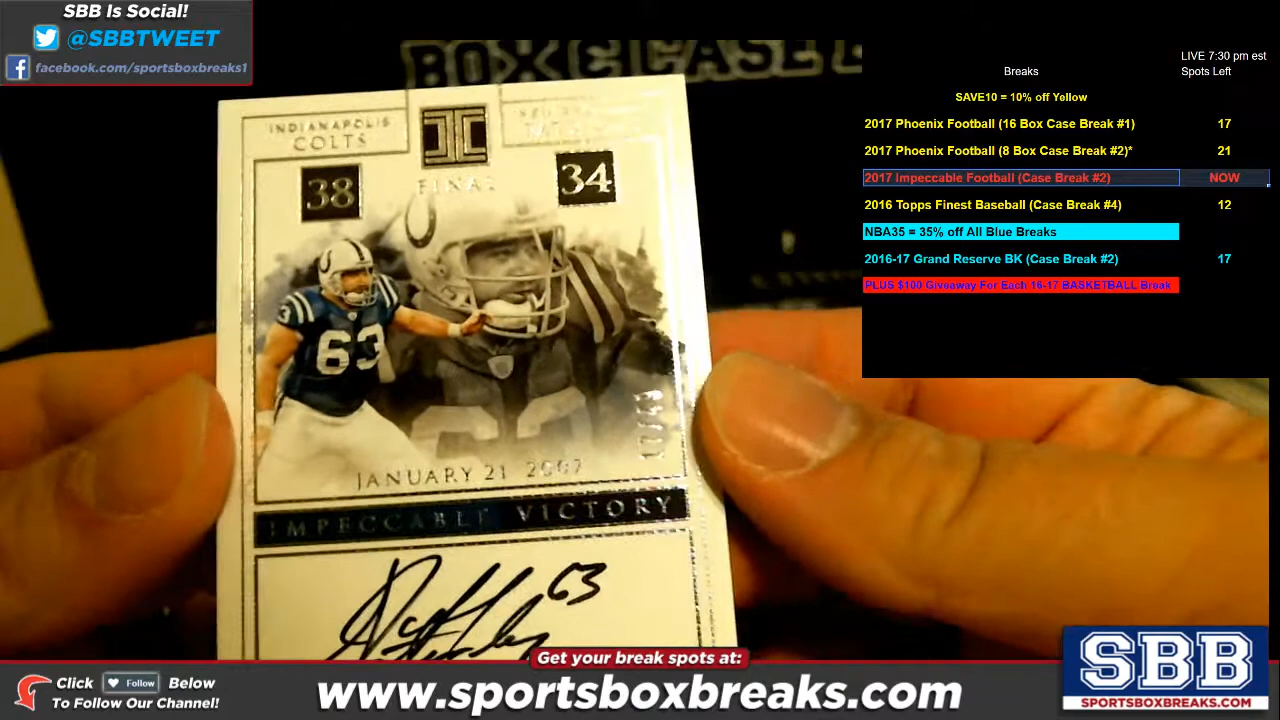 SBB Is Social!
@SBBTWEET
facebook.com/sportsboxbreaks1
BOX CASE
LIVE 7:30 pm est
Breaks
Spots Left
SAVE10 = 10% off Yellow
2017 Phoenix Football (16 Box Case Break #1)
17
2017 Phoenix Football (8 Box Case Break #2)*
21
2017 Impeccable Football (Case Break #2)
NOW
2016 Topps Finest Baseball (Case Break #4)
12
NBA35 = 35% off All Blue Breaks
2016-17 Grand Reserve BK (Case Break #2)
17
PLUS $100 Giveaway For Each 16-17 BASKETBALL Break
INDIANAPOLIS
COLTS
38
FINAL
34
63
JANUARY 21 2007
IMPECCABLE VICTORY
63
Get your break spots at:
Click Follow Below
To Follow Our Channel!
www.sportsboxbreaks.com
SBB
SPORTSBOXBREAKS.COM